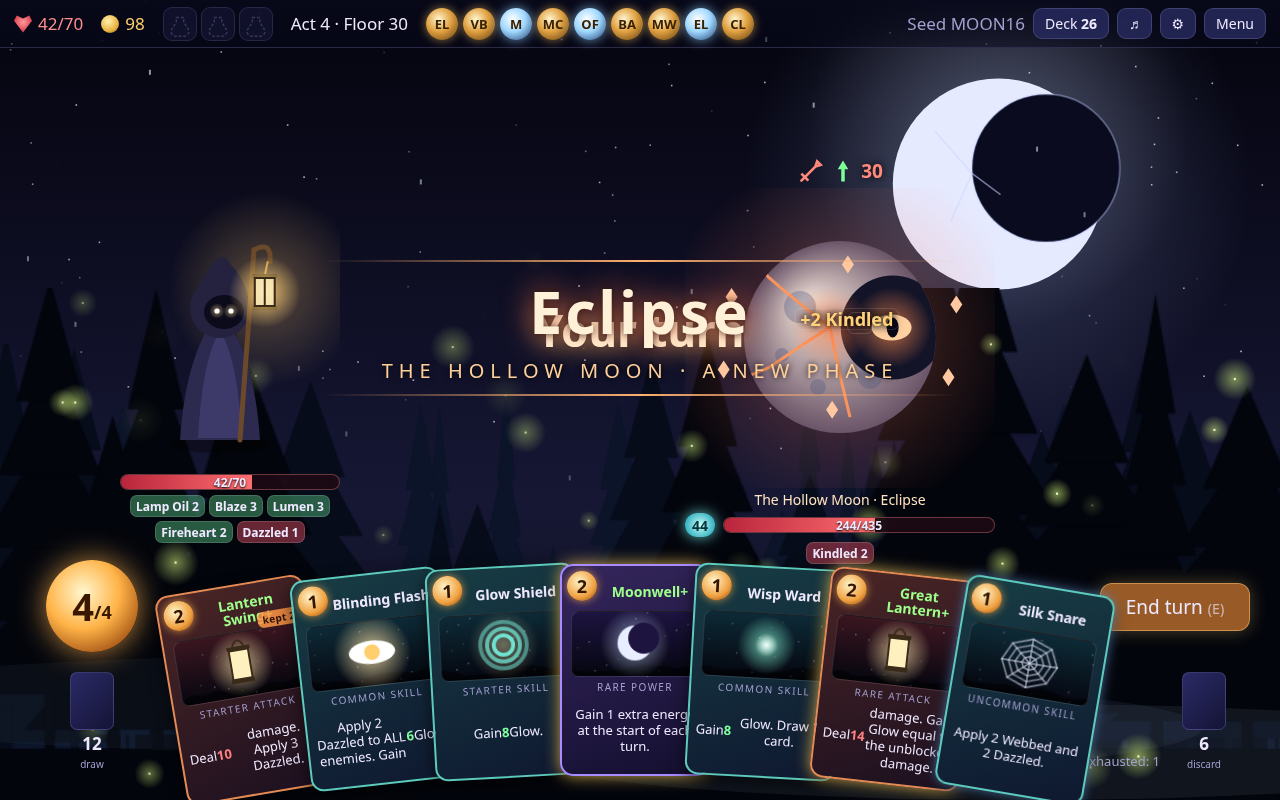 42/70
98
Act 4 · Floor 30
EL
VB
M
MC
OF
BA
MW
EL
CL
Seed MOON16
Deck 26
Menu
30
Eclipse
Your turn
+2 Kindled
THE HOLLOW MOON · A NEW PHASE
42/70
Lamp Oil 2
Blaze 3
Lumen 3
Fireheart 2
Dazzled 1
The Hollow Moon · Eclipse
44
244/435
Kindled 2
4/4
End turn (E)
2
Lantern
kept
STARTER ATTACK
Deal 10
damage.
Apply 3
Dazzled.
1
Blinding Flash
COMMON SKILL
Apply 2
Dazzled to ALL
enemies. Gain
6
1
Glow Shield
STARTER SKILL
Gain 8 Glow.
2
Moonwell+
RARE POWER
Gain 1 extra
at the start of each
turn.
1
Wisp Ward
COMMON SKILL
Gain 8
Glow. Draw
card.
2
Great
Lantern+
RARE ATTACK
Deal 14
damage.
Glow equal
the
damage.
1
Silk Snare
UNCOMMON SKILL
Apply 2 Webbed and
2 Dazzled.
12
draw
6
discard
1